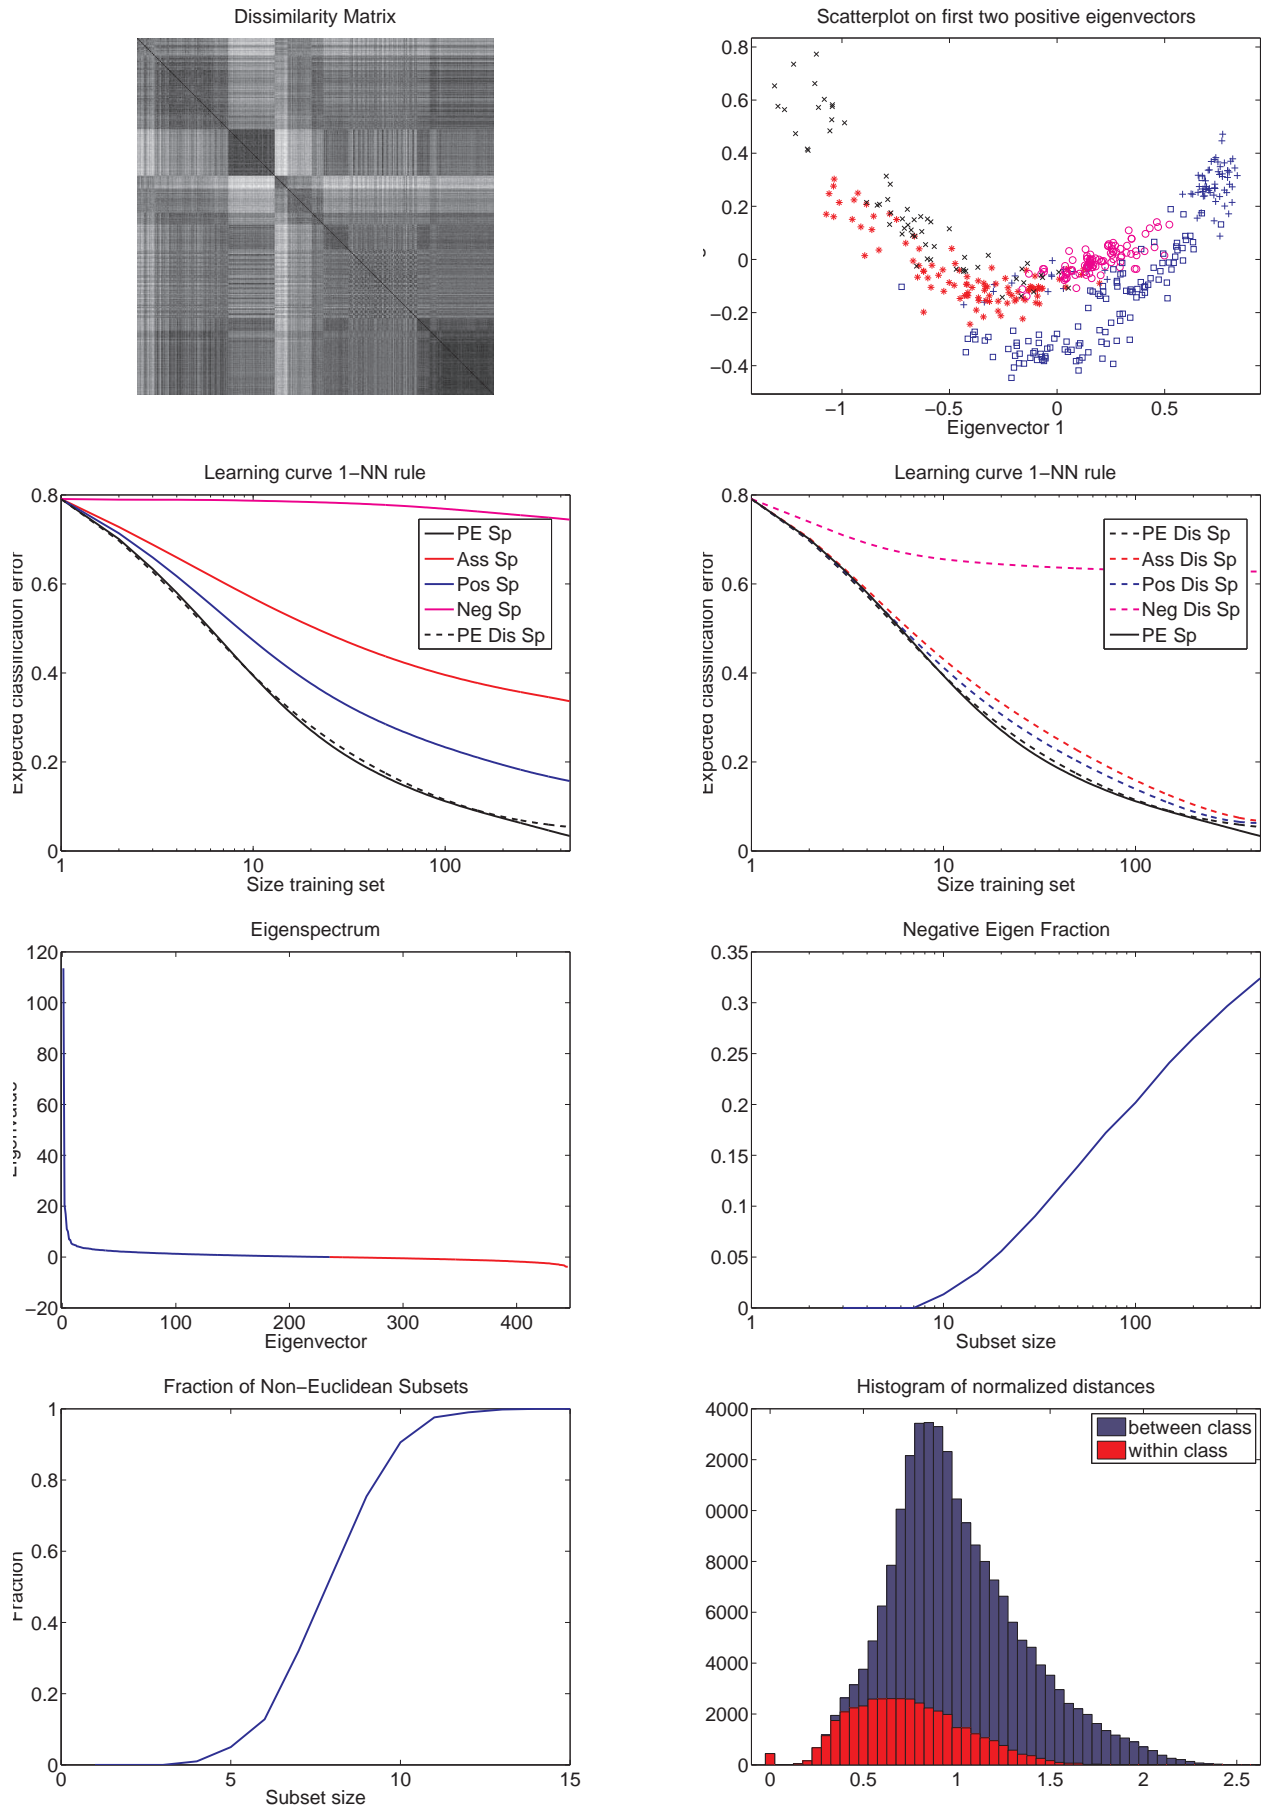 Dissimilarity Matrix
Scatterplot on first two positive eigenvectors
0.8
0.6
0.4
0.2
0
−0.2
−0.4
−1
−0.5
0
0.5
Eigenvector 1
Learning curve 1−NN rule
0.8
0.6
0.4
0.2
0
1
10
100
Expected classification error
Size training set
PE Sp
Ass Sp
Pos Sp
Neg Sp
PE Dis Sp
Learning curve 1−NN rule
0.8
0.6
0.4
0.2
0
1
10
100
Expected classification error
Size training set
PE Dis Sp
Ass Dis Sp
Pos Dis Sp
Neg Dis Sp
PE Sp
Eigenspectrum
120
100
80
60
40
20
0
−20
0
100
200
300
400
Eigenvector
Negative Eigen Fraction
0.35
0.3
0.25
0.2
0.15
0.1
0.05
0
1
10
100
Subset size
Fraction of Non−Euclidean Subsets
1
0.8
0.6
0.4
0.2
0
0
5
10
15
Fraction
Subset size
Histogram of normalized distances
4000
2000
0000
8000
6000
4000
2000
0
0
0.5
1
1.5
2
2.5
between class
within class